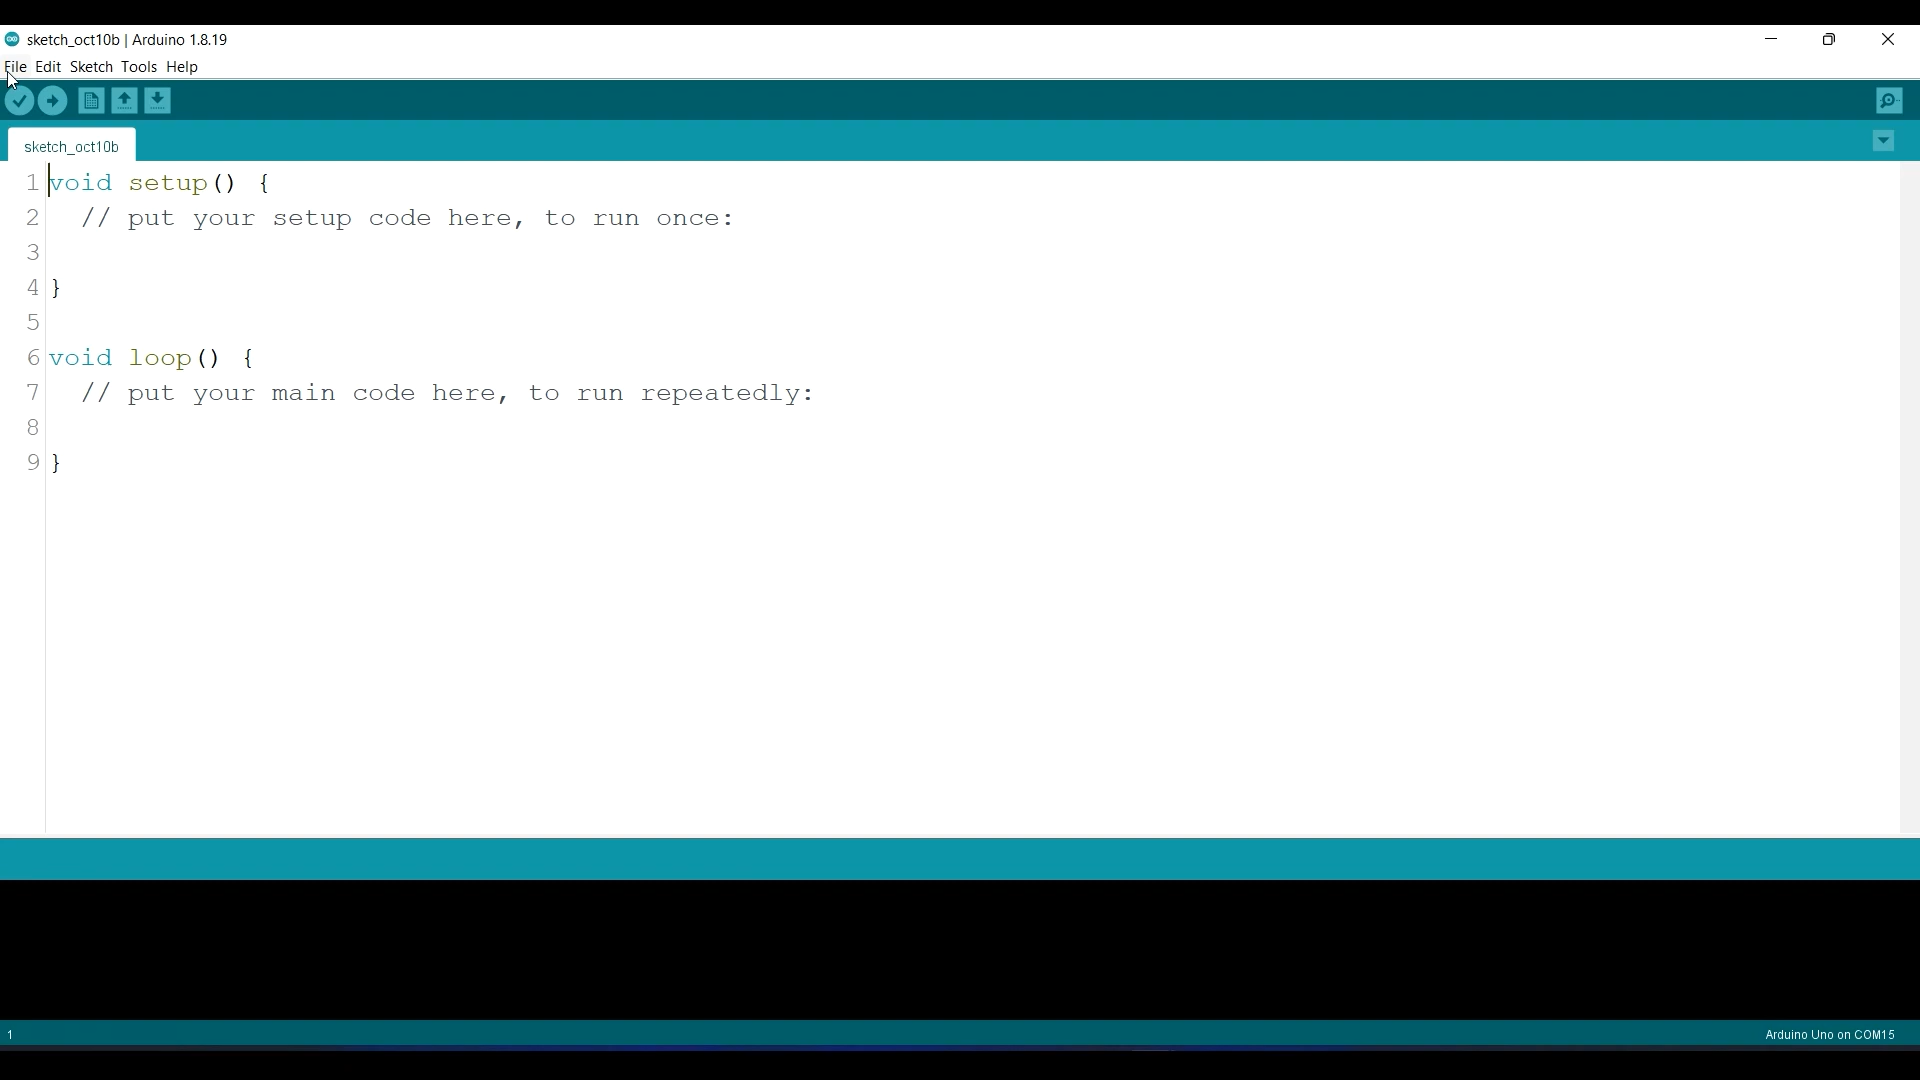 sketch_oct10b | Arduino 1.8.19
File Edit Sketch Tools Help
sketch_oct10b
1 void setup() {
2 // put your setup code here, to run once:
3
4 }
5
6 void loop() {
7 // put your main code here, to run repeatedly:
8
9 }
1 Arduino Uno on COM15